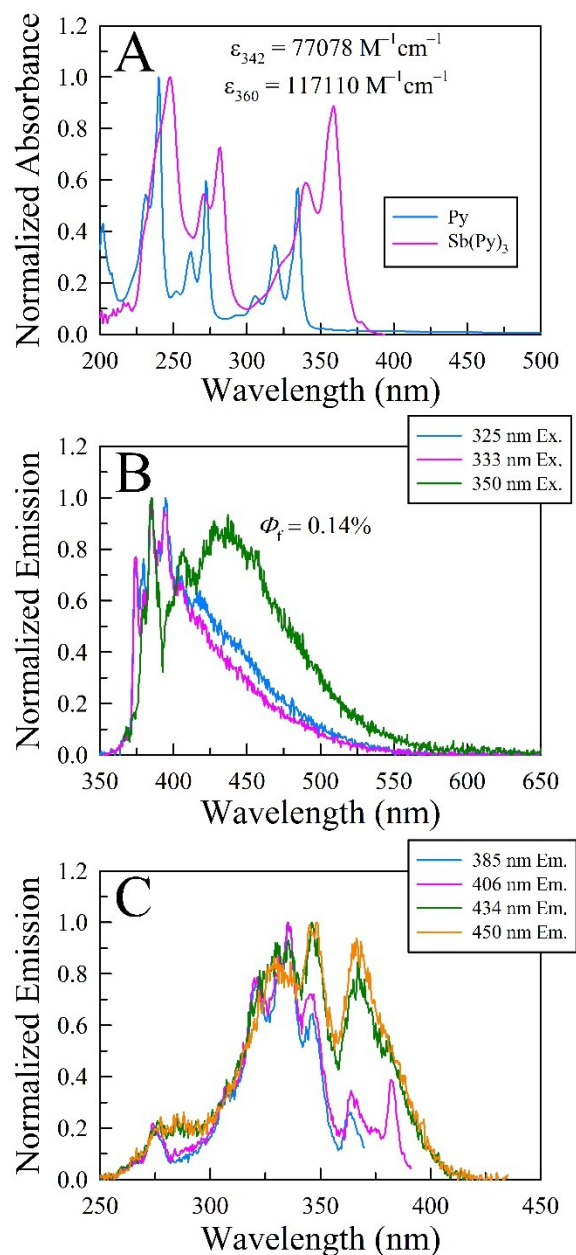 A
ε342 = 77078 M⁻¹cm⁻¹
ε360 = 117110 M⁻¹cm⁻¹
Py
Sb(Py)3
Normalized Absorbance
1.2
1.0
0.8
0.6
0.4
0.2
0.0
200 250 300 350 400 450 500
Wavelength (nm)
B
325 nm Ex.
333 nm Ex.
350 nm Ex.
Φf = 0.14%
Normalized Emission
1.2
1.0
0.8
0.6
0.4
0.2
0.0
350 400 450 500 550 600 650
Wavelength (nm)
C
385 nm Em.
406 nm Em.
434 nm Em.
450 nm Em.
Normalized Emission
1.2
1.0
0.8
0.6
0.4
0.2
0.0
250 300 350 400 450
Wavelength (nm)